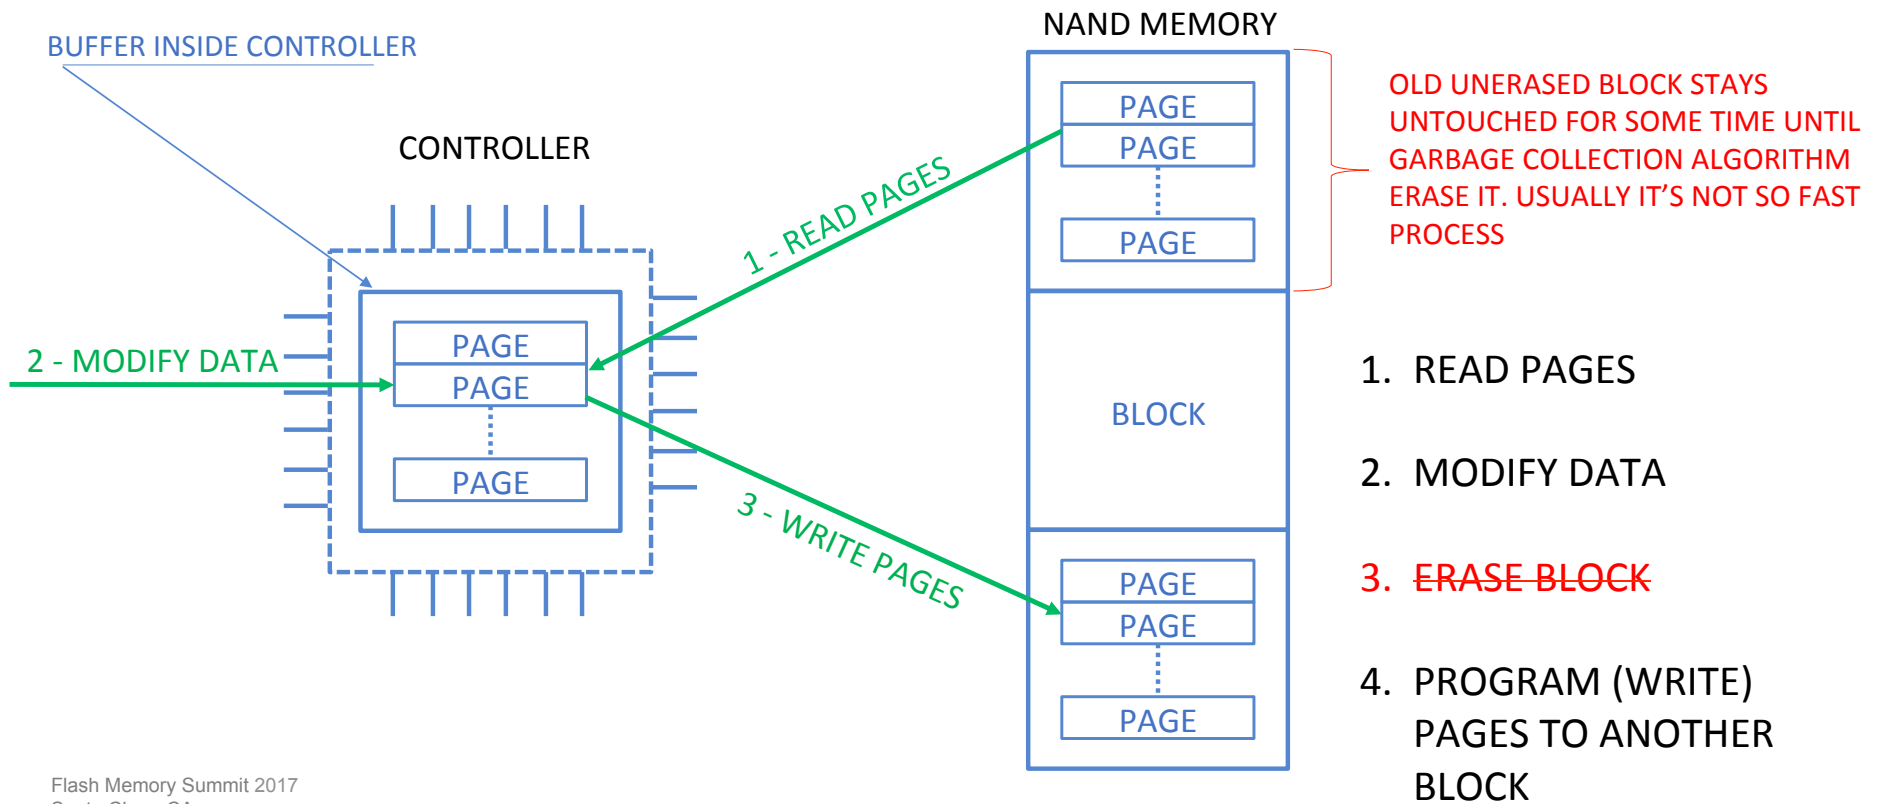 NAND MEMORY
BUFFER INSIDE CONTROLLER
CONTROLLER
PAGE
PAGE
PAGE
OLD UNERASED BLOCK STAYS
UNTOUCHED FOR SOME TIME UNTIL
GARBAGE COLLECTION ALGORITHM
ERASE IT. USUALLY IT’S NOT SO FAST
PROCESS
1 - READ PAGES
2 - MODIFY DATA
PAGE
PAGE
PAGE
BLOCK
3 - WRITE PAGES
PAGE
PAGE
PAGE
1. READ PAGES
2. MODIFY DATA
3. ERASE BLOCK
4. PROGRAM (WRITE)
PAGES TO ANOTHER
BLOCK
Flash Memory Summit 2017